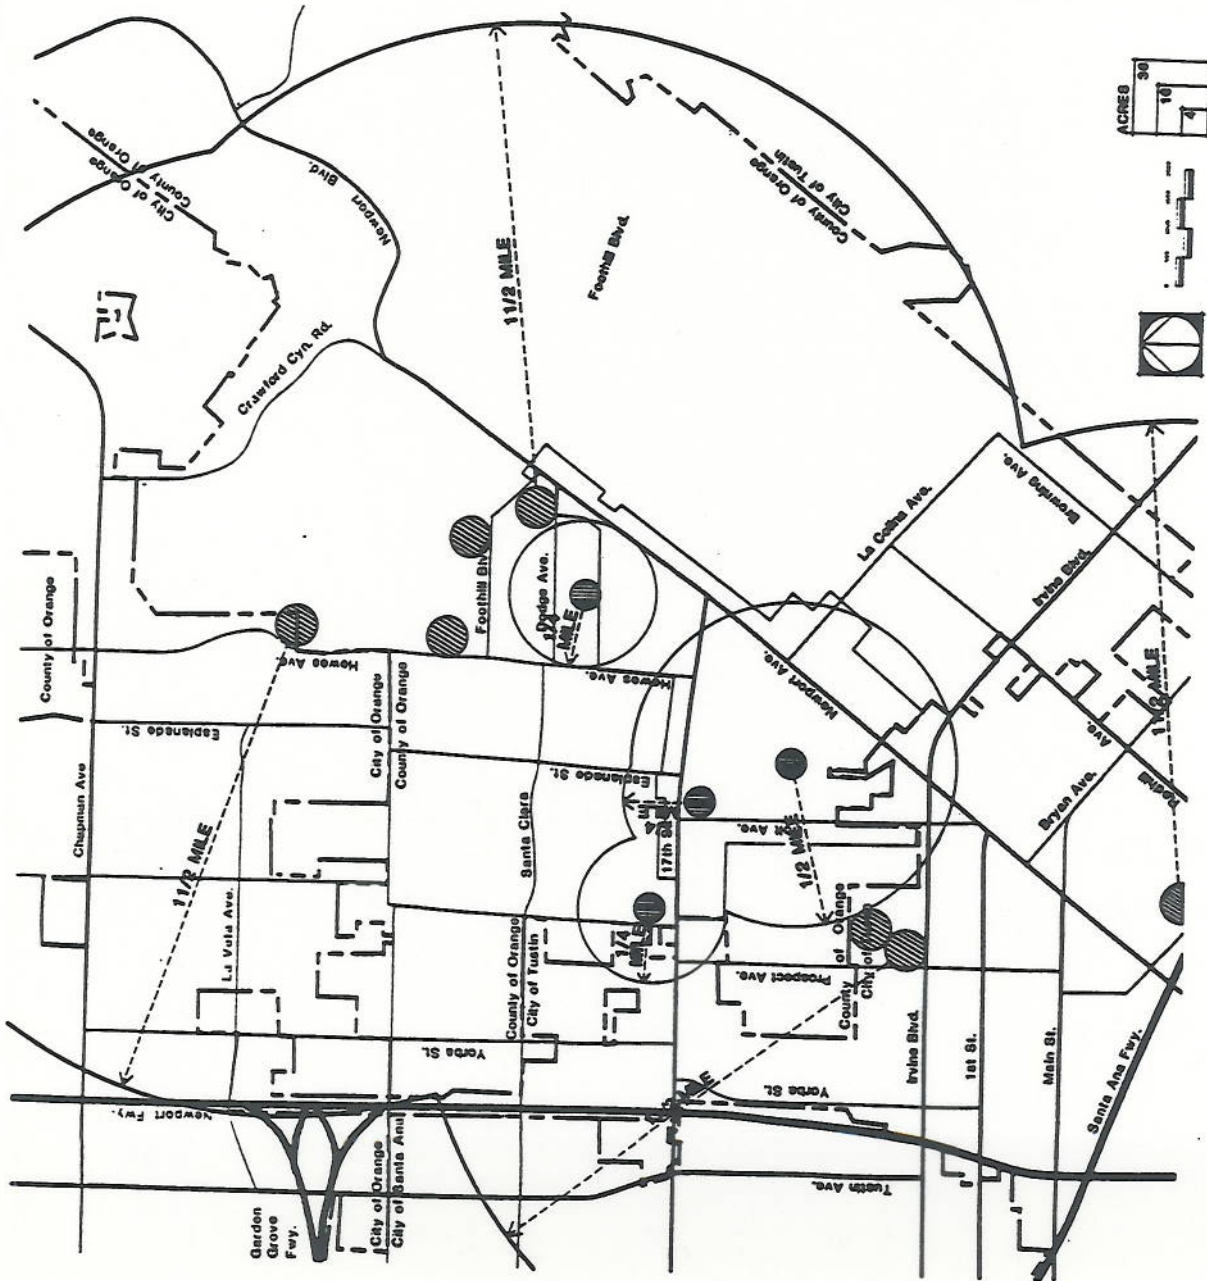 ACRES
36
16
4
City of Orange
County of Orange
Newport
Blvd.
11/2 MILE
Foothill Blvd.
County of Orange
City of Tustin
Crawford Cyn. Rd.
La Colina Ave.
Browning Ave.
Irvine Blvd.
County of Orange
Hewes Ave.
Foothill
Dodge Ave.
1/4
MILE
Hewes Ave.
Newport Ave.
Esplanade
St.
City of Orange
County of Orange
Chapman Ave
11/2 MILE
Santa Clara
Esplanade St.
17th St
1/4
Ave.
1/2 MILE
Bryan Ave.
Redhill
Ave.
1 1/2 MILE
La Veta Ave.
County of Orange
City of Tustin
1/4
MILE
Prospect Ave.
County of Orange
City of
Yorba St.
Yorba St.
Irvine Blvd.
1st St.
Main St.
Santa Ana Fwy.
Newport Fwy.
Garden
Grove
Fwy.
City of Orange
City of Santa Ana
Tustin Ave.